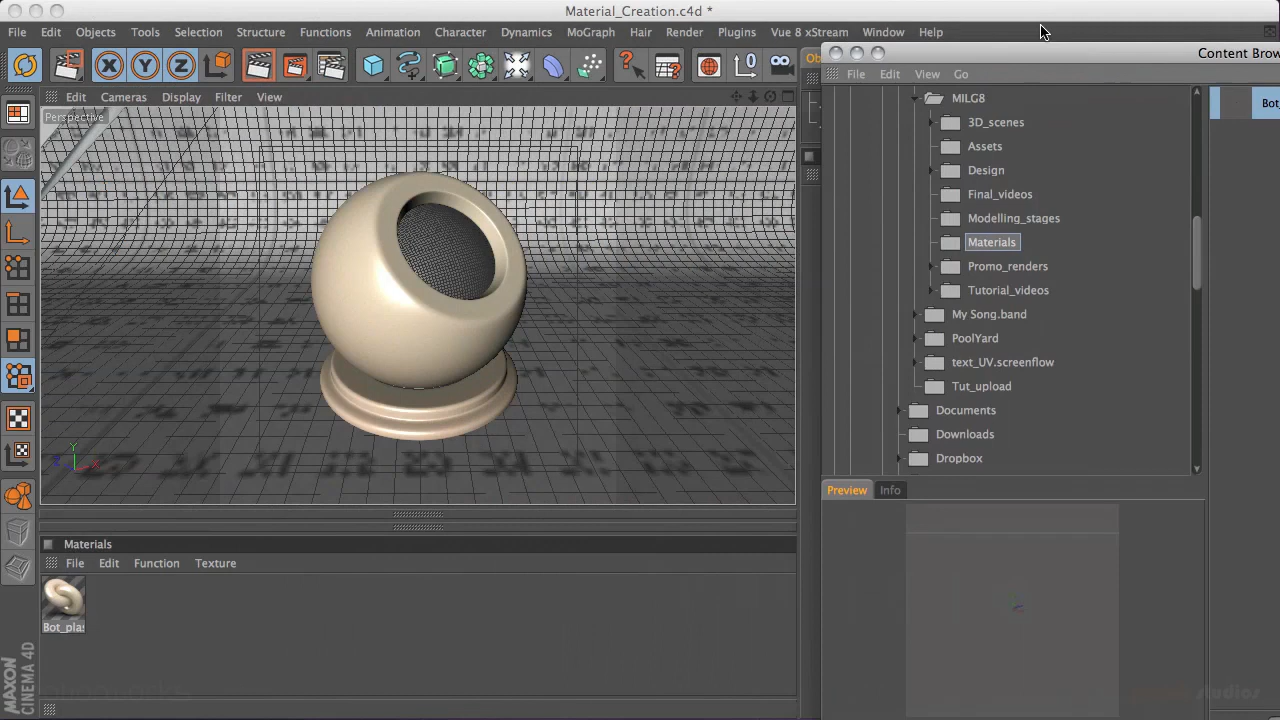 Material_Creation.c4d *
File Edit Objects Tools Selection Structure Functions Animation Character Dynamics MoGraph Hair Render Plugins Vue 8 xStream Window Help
Content Brow
File Edit View Go
Edit Cameras Display Filter View
Perspective
MILG8
3D_scenes
Assets
Design
Final_videos
Modelling_stages
Materials
Promo_renders
Tutorial_videos
My Song.band
PoolYard
text_UV.screenflow
Tut_upload
Documents
Downloads
Dropbox
Bot_
Preview Info
Materials
File Edit Function Texture
Bot_plas
MAXON
CINEMA 4D
studios